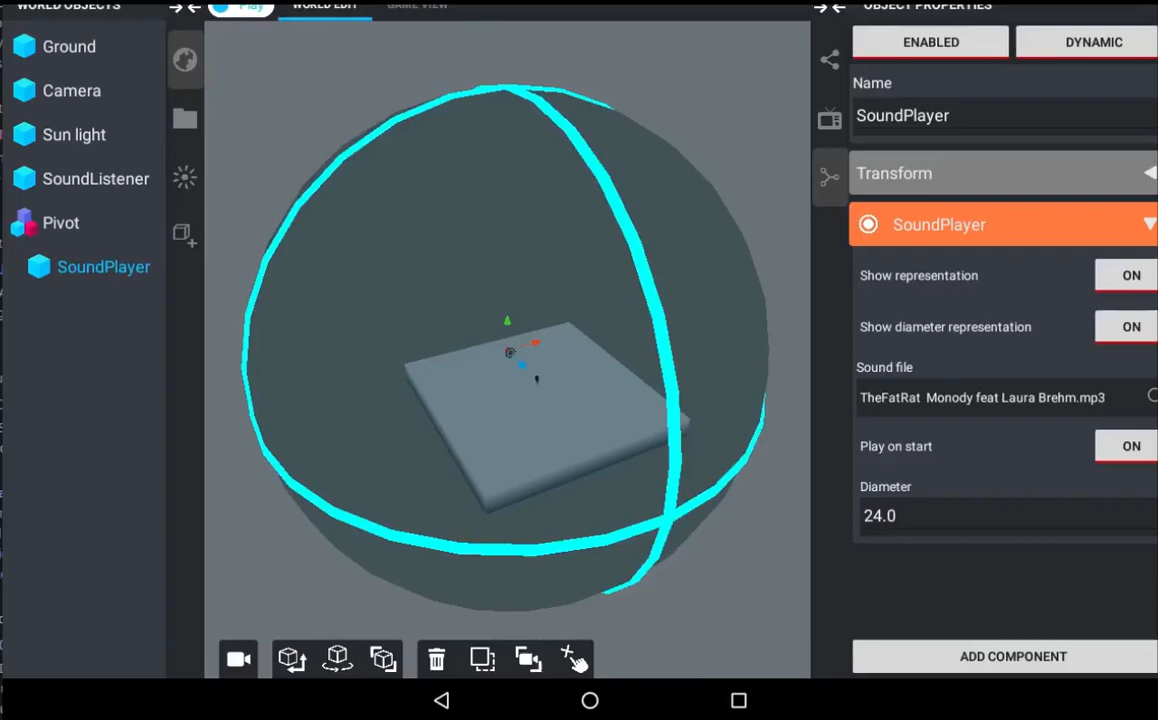 WORLD OBJECTS
Ground
Camera
Sun light
SoundListener
Pivot
SoundPlayer
Play
WORLD EDIT
GAME VIEW
OBJECT PROPERTIES
ENABLED
DYNAMIC
Name
SoundPlayer
Transform
SoundPlayer
Show representation
ON
Show diameter representation
ON
Sound file
TheFatRat Monody feat Laura Brehm.mp3
Play on start
ON
Diameter
24.0
ADD COMPONENT